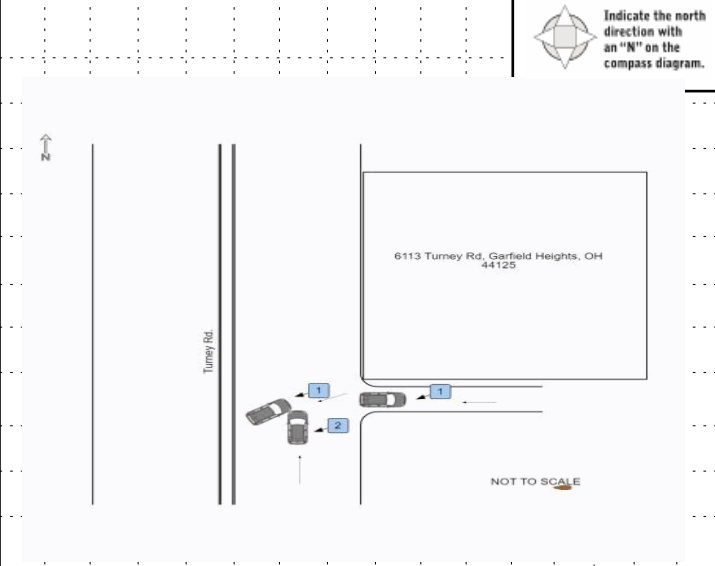 Indicate the north
direction with
an "N" on the
compass diagram.
N
6113 Turney Rd, Garfield Heights, OH
44125
Turney Rd.
1
1
2
NOT TO SCALE